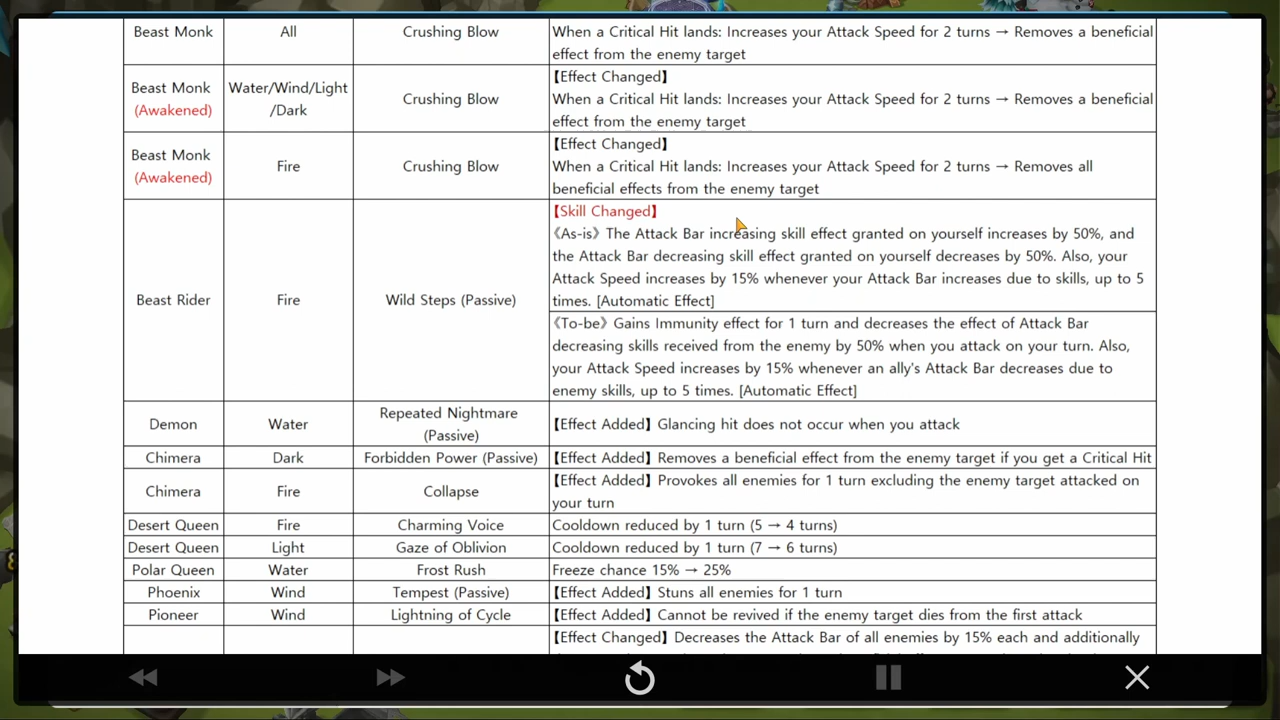 Beast Monk All Crushing Blow When a Critical Hit lands: Increases your Attack Speed for 2 turns → Removes a beneficial
effect from the enemy target
Beast Monk
(Awakened)
Water/Wind/Light
/Dark
Crushing Blow
【Effect Changed】
When a Critical Hit lands: Increases your Attack Speed for 2 turns → Removes a beneficial
effect from the enemy target
Beast Monk
(Awakened)
Fire
Crushing Blow
【Effect Changed】
When a Critical Hit lands: Increases your Attack Speed for 2 turns → Removes all
beneficial effects from the enemy target
Beast Rider
Fire
Wild Steps (Passive)
【Skill Changed】
《As-is》 The Attack Bar increasing skill effect granted on yourself increases by 50%, and
the Attack Bar decreasing skill effect granted on yourself decreases by 50%. Also, your
Attack Speed increases by 15% whenever your Attack Bar increases due to skills, up to 5
times. [Automatic Effect]
《To-be》 Gains Immunity effect for 1 turn and decreases the effect of Attack Bar
decreasing skills received from the enemy by 50% when you attack on your turn. Also,
your Attack Speed increases by 15% whenever an ally's Attack Bar decreases due to
enemy skills, up to 5 times. [Automatic Effect]
Demon
Water
Repeated Nightmare
(Passive)
【Effect Added】 Glancing hit does not occur when you attack
Chimera Dark Forbidden Power (Passive) 【Effect Added】 Removes a beneficial effect from the enemy target if you get a Critical Hit
Chimera Fire Collapse 【Effect Added】 Provokes all enemies for 1 turn excluding the enemy target attacked on
your turn
Desert Queen Fire Charming Voice Cooldown reduced by 1 turn (5 → 4 turns)
Desert Queen Light Gaze of Oblivion Cooldown reduced by 1 turn (7 → 6 turns)
Polar Queen Water Frost Rush Freeze chance 15% → 25%
Phoenix Wind Tempest (Passive) 【Effect Added】 Stuns all enemies for 1 turn
Pioneer Wind Lightning of Cycle 【Effect Added】 Cannot be revived if the enemy target dies from the first attack
【Effect Changed】 Decreases the Attack Bar of all enemies by 15% each and additionally